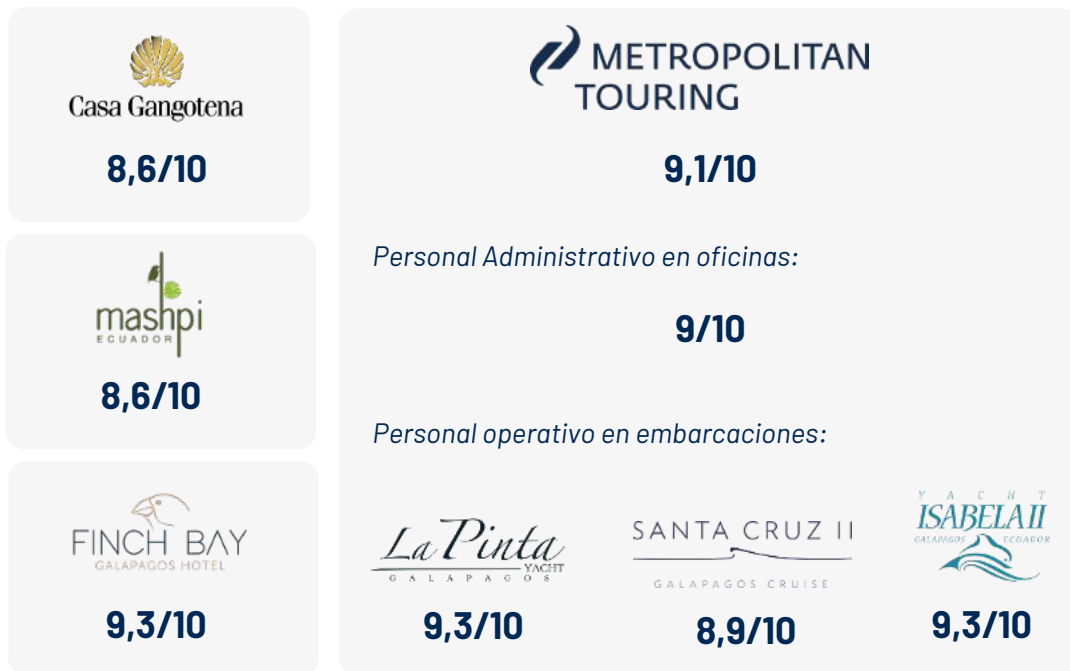 Casa Gangotena
8,6/10
mashpi
ECUADOR
8,6/10
FINCH BAY
GALAPAGOS HOTEL
9,3/10
METROPOLITAN
TOURING
9,1/10
Personal Administrativo en oficinas:
9/10
Personal operativo en embarcaciones:
La Pinta
YACHT
GALAPAGOS
9,3/10
SANTA CRUZ II
GALAPAGOS CRUISE
8,9/10
YACHT
ISABELA II
GALAPAGOS ECUADOR
9,3/10